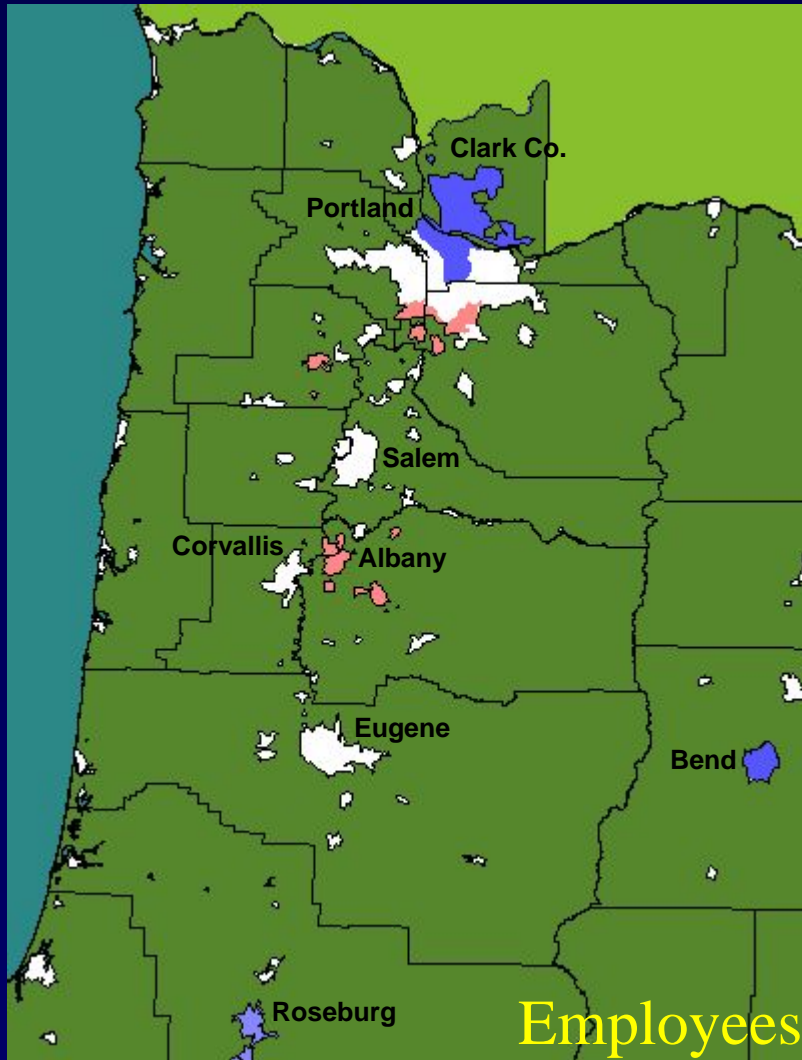 Clark Co.
Portland
Salem
Corvallis
Albany
Eugene
Bend
Roseburg
Employees